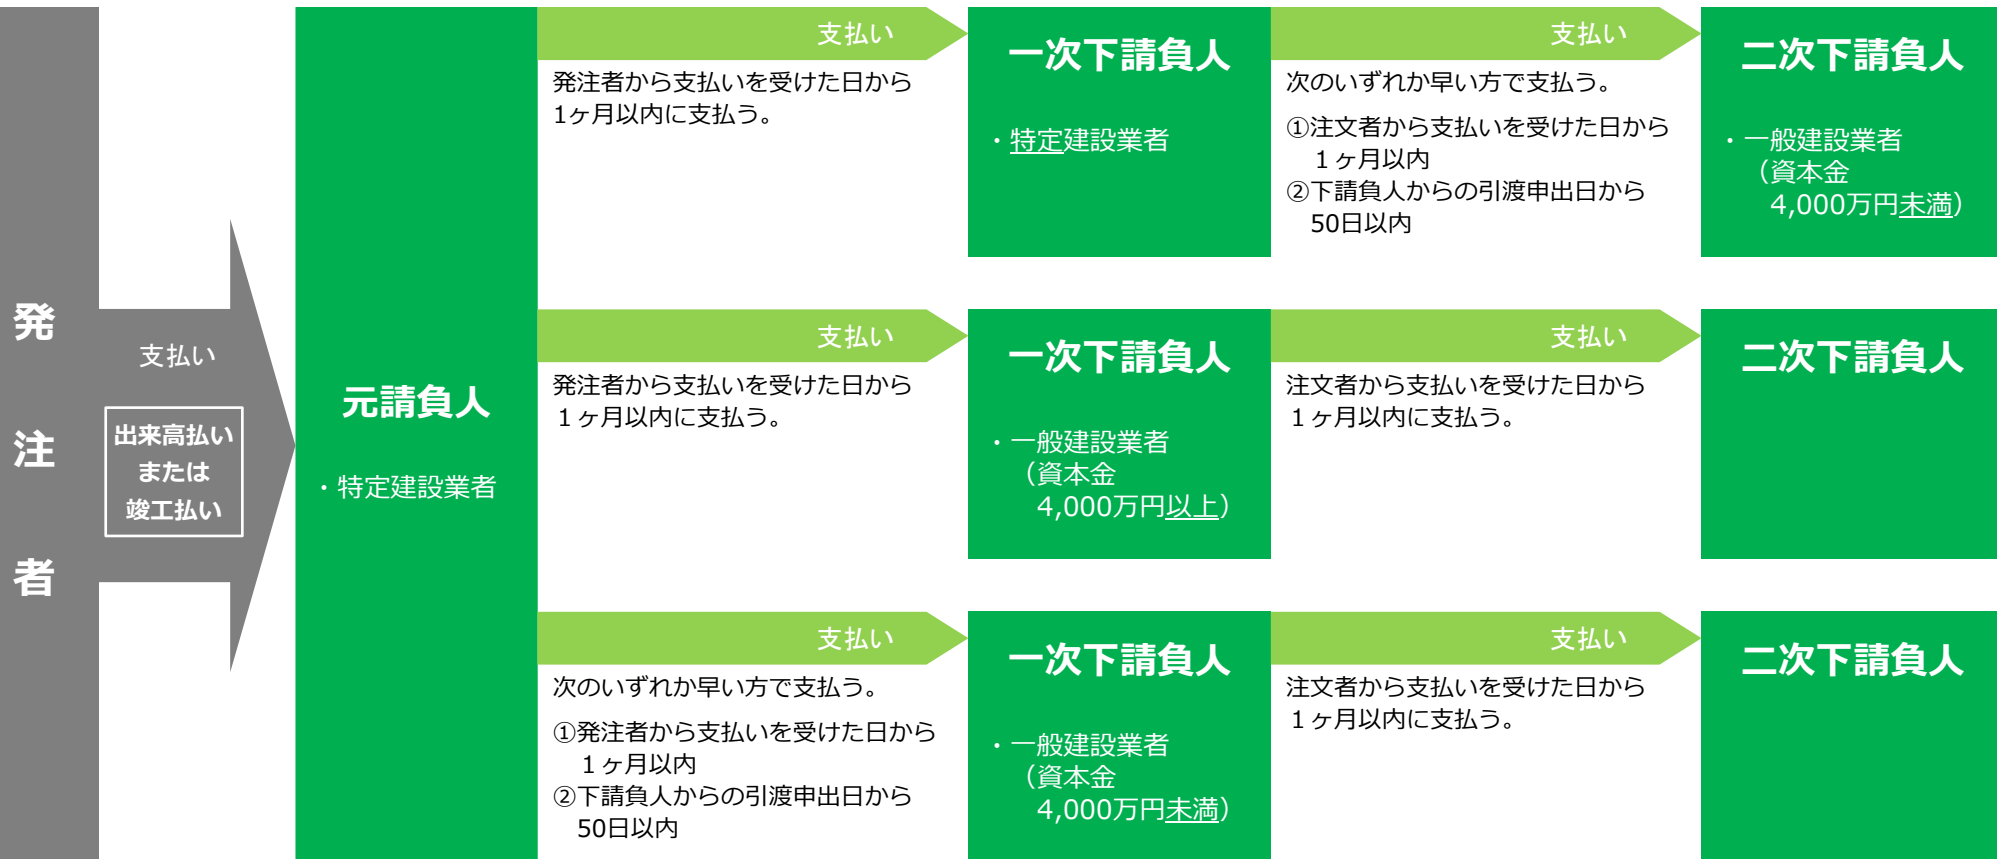 発
注
者
支払い
出来高払い
または
竣工払い
元請負人
・特定建設業者
支払い
発注者から支払いを受けた日から
1ヶ月以内に支払う。
一次下請負人
・特定建設業者
支払い
次のいずれか早い方で支払う。
①注文者から支払いを受けた日から
１ヶ月以内
②下請負人からの引渡申出日から
50日以内
二次下請負人
・一般建設業者
（資本金
4,000万円未満）
支払い
発注者から支払いを受けた日から
１ヶ月以内に支払う。
一次下請負人
・一般建設業者
（資本金
4,000万円以上）
支払い
注文者から支払いを受けた日から
１ヶ月以内に支払う。
二次下請負人
支払い
次のいずれか早い方で支払う。
①発注者から支払いを受けた日から
１ヶ月以内
②下請負人からの引渡申出日から
50日以内
一次下請負人
・一般建設業者
（資本金
4,000万円未満）
支払い
注文者から支払いを受けた日から
１ヶ月以内に支払う。
二次下請負人